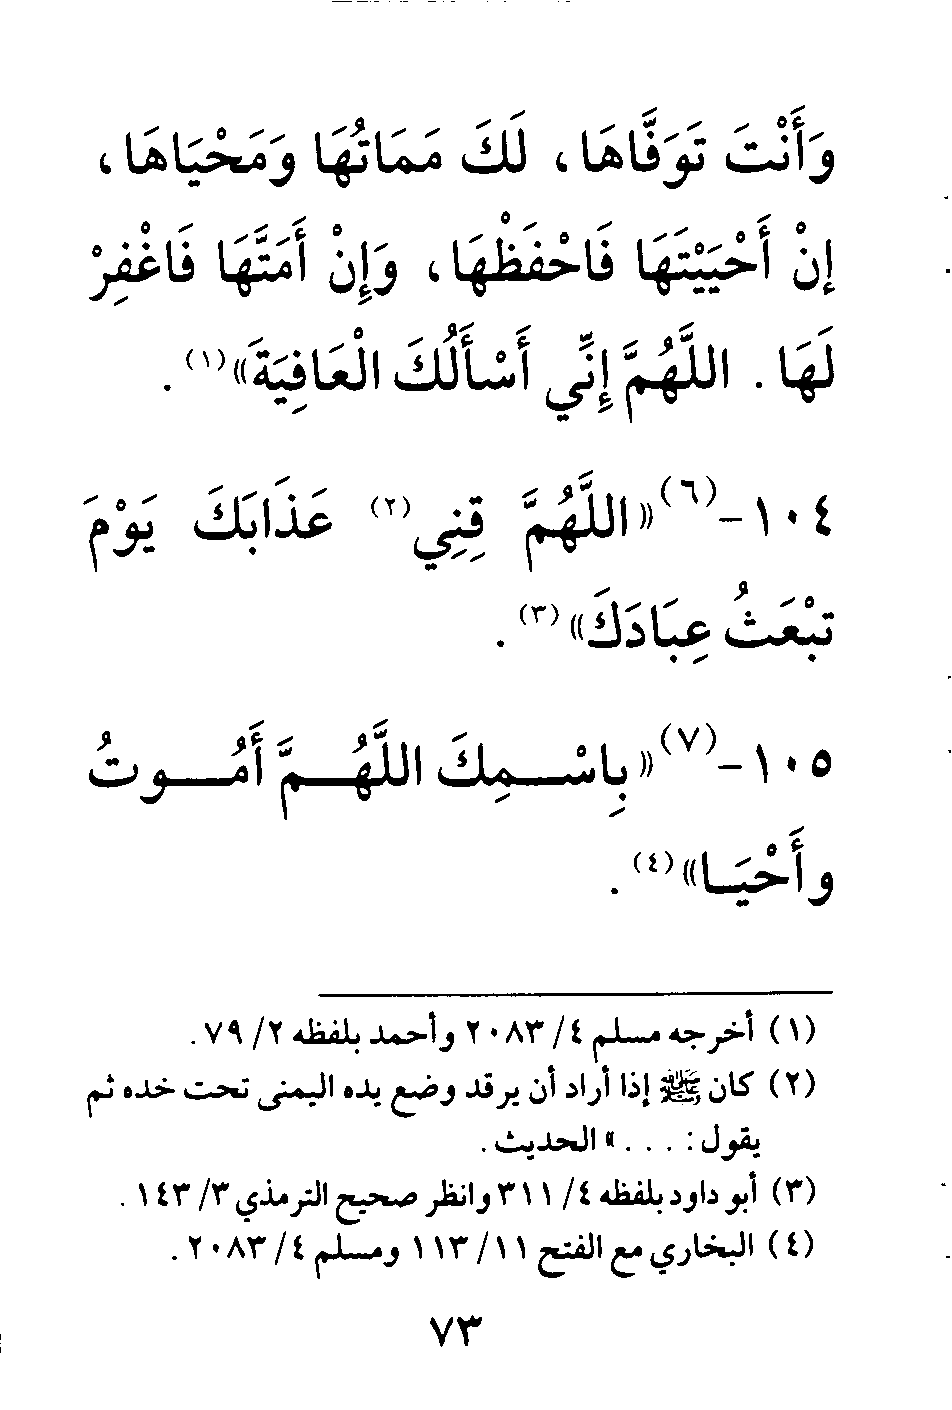 وَأَنْتَ تَوَفَّاهَا، لَكَ مَمَاتُهَا وَمَحْيَاهَا،
إِنْ أَحْيَيْتَهَا فَاحْفَظْهَا، وَإِنْ أَمَتَّهَا فَاغْفِرْ
لَهَا. اللَّهُمَّ إِنِّي أَسْأَلُكَ الْعَافِيَةَ»(١).
١٠٤-(٦) «اللَّهُمَّ قِنِي(٢) عَذَابَكَ يَوْمَ
تَبْعَثُ عِبَادَكَ»(٣).
١٠٥-(٧) «بِاسْمِكَ اللَّهُمَّ أَمُوتُ
وأَحْيَا»(٤).
(١) أخرجه مسلم ٤/ ٢٠٨٣ وأحمد بلفظه ٢/ ٧٩.
(٢) كان ﷺ إذا أراد أن يرقد وضع يده اليمنى تحت خده ثم
يقول: . . . » الحديث.
(٣) أبو داود بلفظه ٤/ ٣١١ وانظر صحيح الترمذي ٣/ ١٤٣.
(٤) البخاري مع الفتح ١١/ ١١٣ ومسلم ٤/ ٢٠٨٣.
٧٣